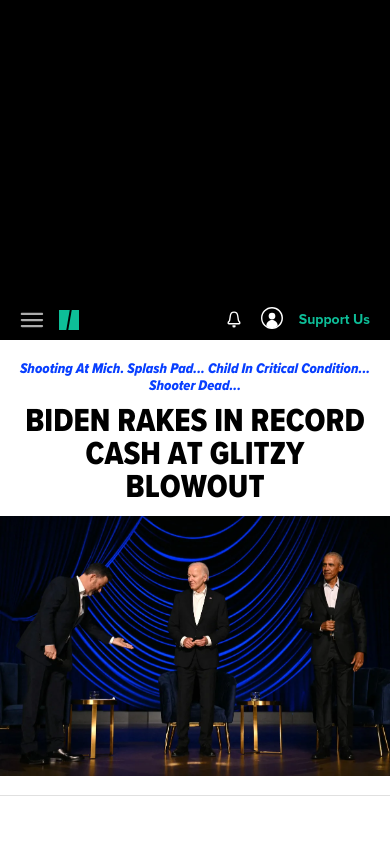 Support Us
Shooting At Mich. Splash Pad... Child In Critical Condition...
Shooter Dead...
BIDEN RAKES IN RECORD
CASH AT GLITZY
BLOWOUT